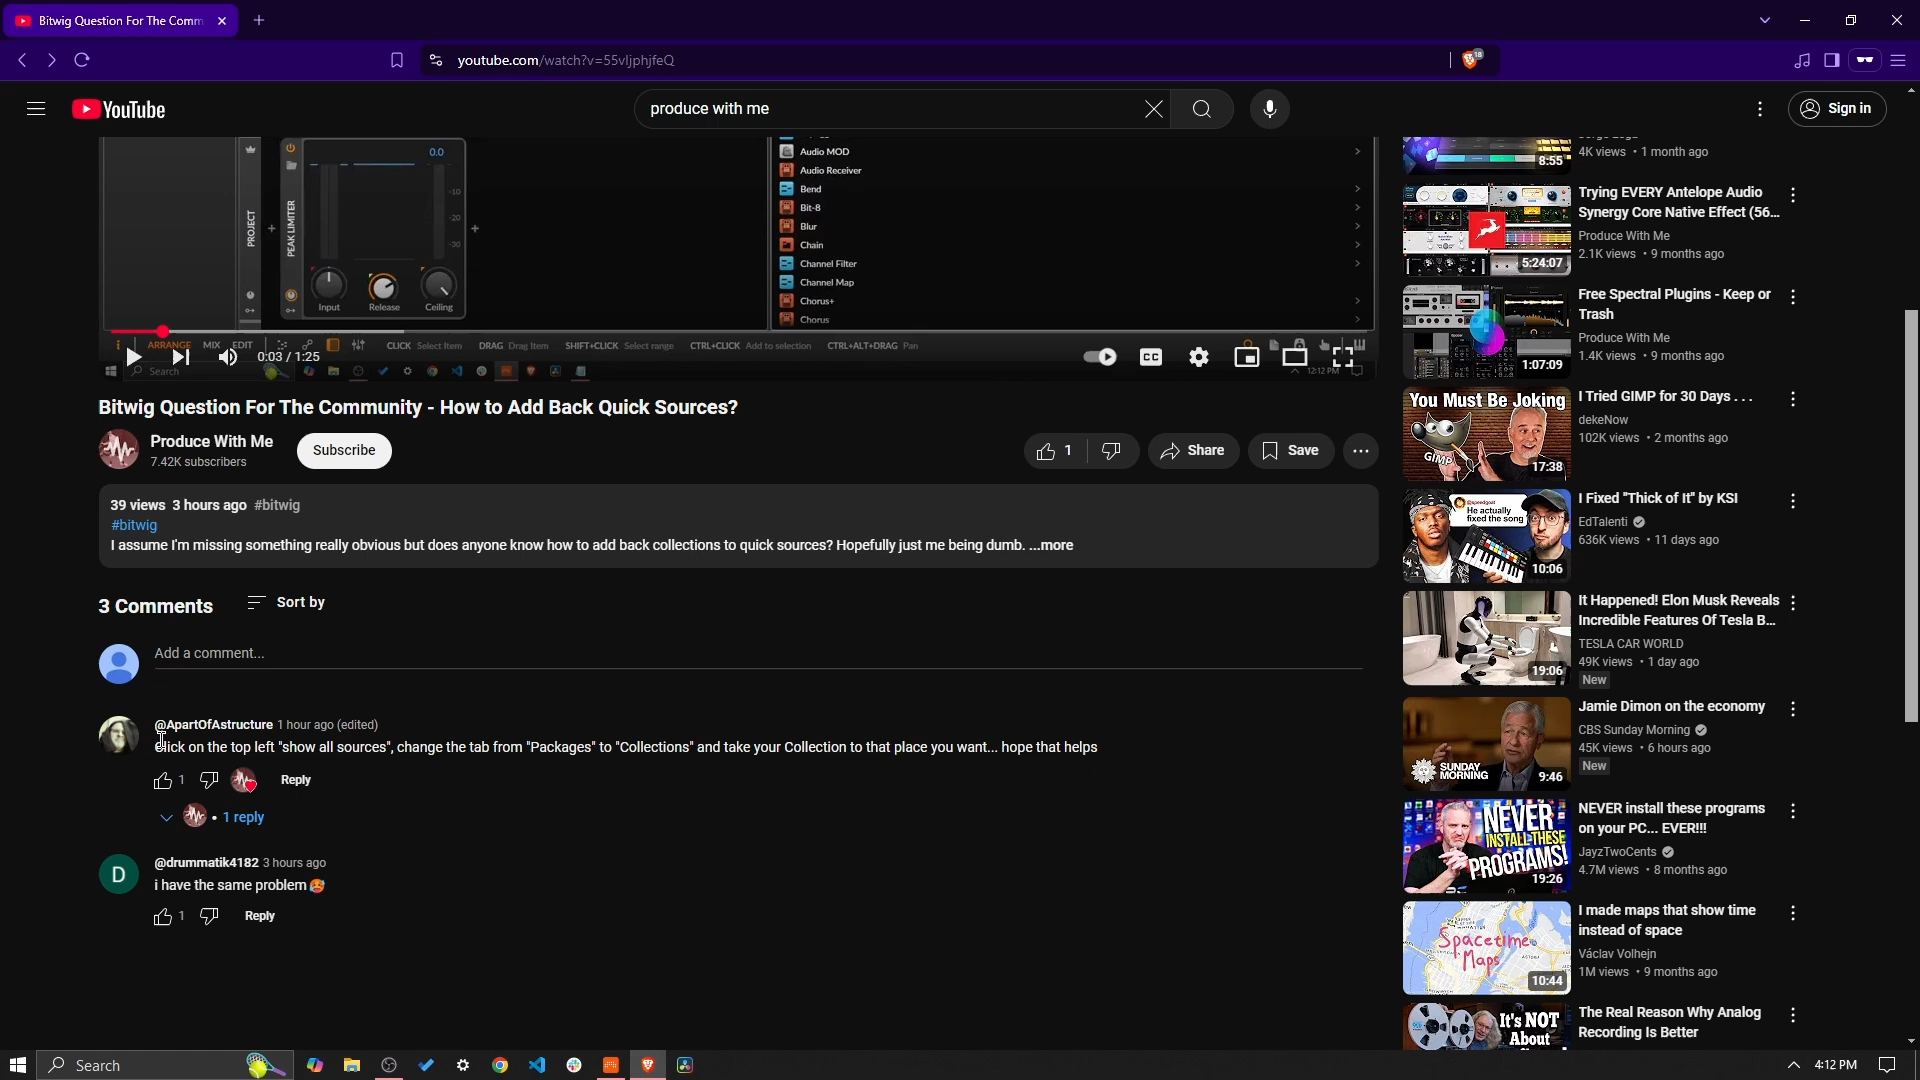 Bitwig Question For The Comm
youtube.com/watch?v=55vIjphjfeQ
18
YouTube
produce with me
Sign in
0.0
PROJECT
PEAK LIMITER
-10
-20
-30
Input
Release
Ceiling
Audio MOD
Audio Receiver
Bend
Bit-8
Blur
Chain
Channel Filter
Channel Map
Chorus+
Chorus
ARRANGE MIX EDIT
CLICK Select Item DRAG Drag Item SHIFT+CLICK Select range CTRL+CLICK Add to selection CTRL+ALT+DRAG Pan
0:03 / 1:25
CC
Search
12:12 PM
Bitwig Question For The Community - How to Add Back Quick Sources?
Produce With Me
7.42K subscribers
Subscribe
1
Share
Save
39 views 3 hours ago #bitwig
#bitwig
I assume I'm missing something really obvious but does anyone know how to add back collections to quick sources? Hopefully just me being dumb. ...more
3 Comments
Sort by
Add a comment...
@ApartOfAstructure 1 hour ago (edited)
Click on the top left "show all sources", change the tab from "Packages" to "Collections" and take your Collection to that place you want... hope that helps
1
Reply
• 1 reply
D
@drummatik4182 3 hours ago
i have the same problem
1
Reply
4K views • 1 month ago
8:55
Trying EVERY Antelope Audio
Synergy Core Native Effect (56...
Produce With Me
2.1K views • 9 months ago
5:24:07
Free Spectral Plugins - Keep or
Trash
Produce With Me
1.4K views • 9 months ago
1:07:09
You Must Be Joking
GIMP
17:38
I Tried GIMP for 30 Days . . .
dekeNow
102K views • 2 months ago
@speedgoat
He actually
fixed the song
10:06
I Fixed "Thick of It" by KSI
EdTalenti
636K views • 11 days ago
19:06
It Happened! Elon Musk Reveals
Incredible Features Of Tesla B...
TESLA CAR WORLD
49K views • 1 day ago
New
SUNDAY
MORNING
9:46
Jamie Dimon on the economy
CBS Sunday Morning
45K views • 6 hours ago
New
NEVER
INSTALL THESE
PROGRAMS!
19:26
NEVER install these programs
on your PC... EVER!!!
JayzTwoCents
4.7M views • 8 months ago
Spacetime
Maps
10:44
I made maps that show time
instead of space
Václav Volhejn
1M views • 9 months ago
It's NOT
About
The Real Reason Why Analog
Recording Is Better
Search
4:12 PM